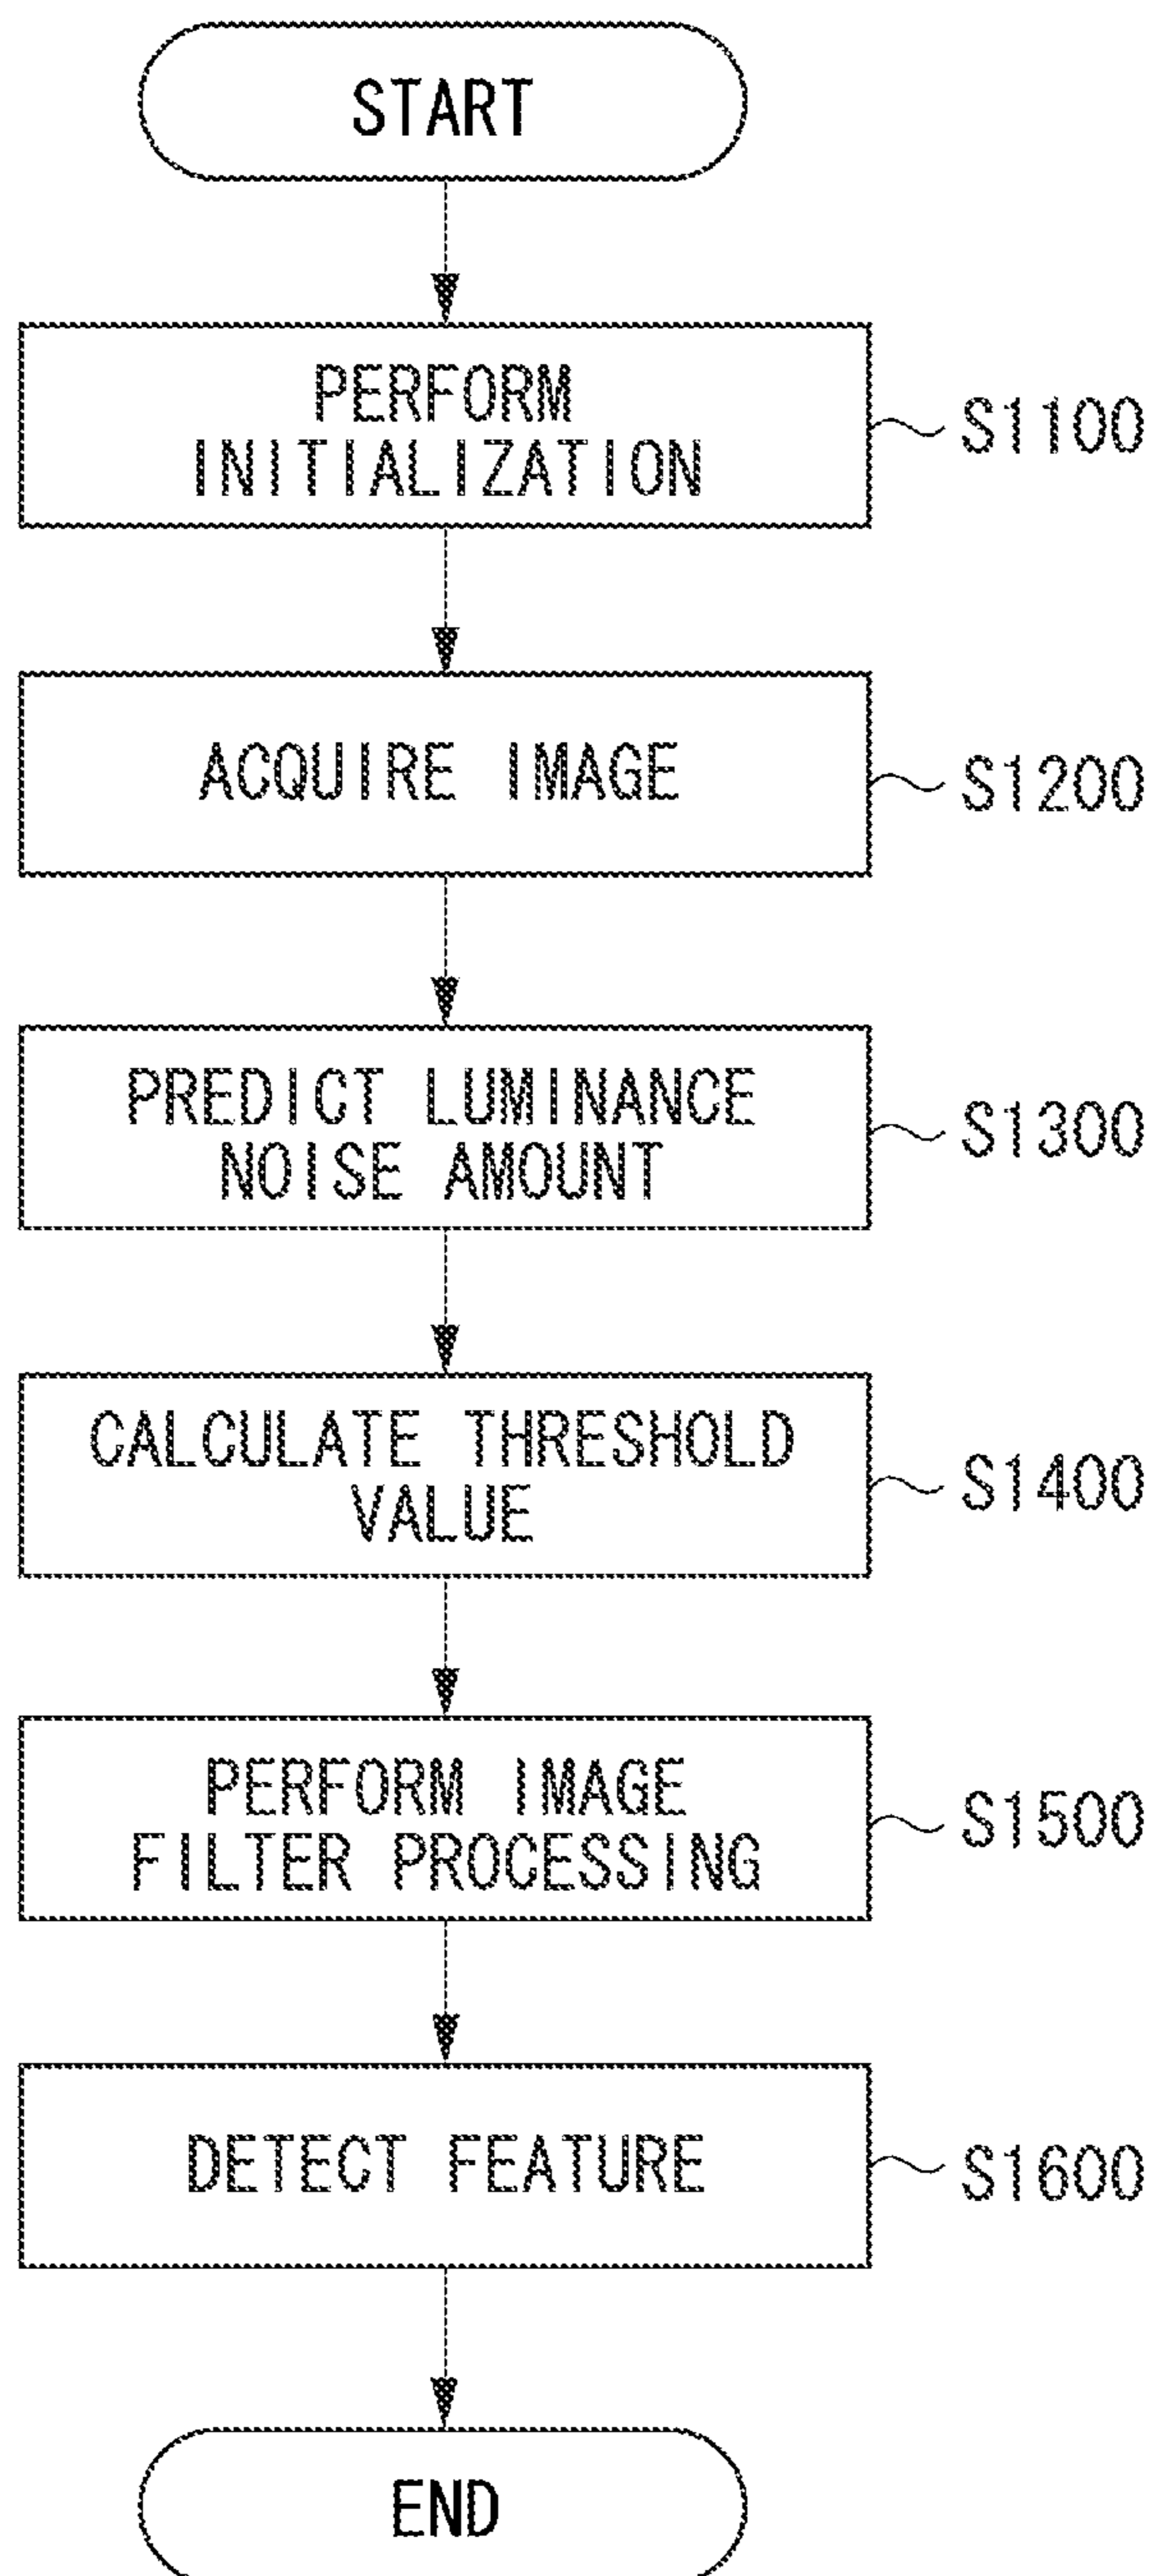 START
PERFORM
INITIALIZATION
S1100
ACQUIRE IMAGE
S1200
PREDICT LUMINANCE
NOISE AMOUNT
S1300
CALCULATE THRESHOLD
VALUE
S1400
PERFORM IMAGE
FILTER PROCESSING
S1500
DETECT FEATURE
S1600
END